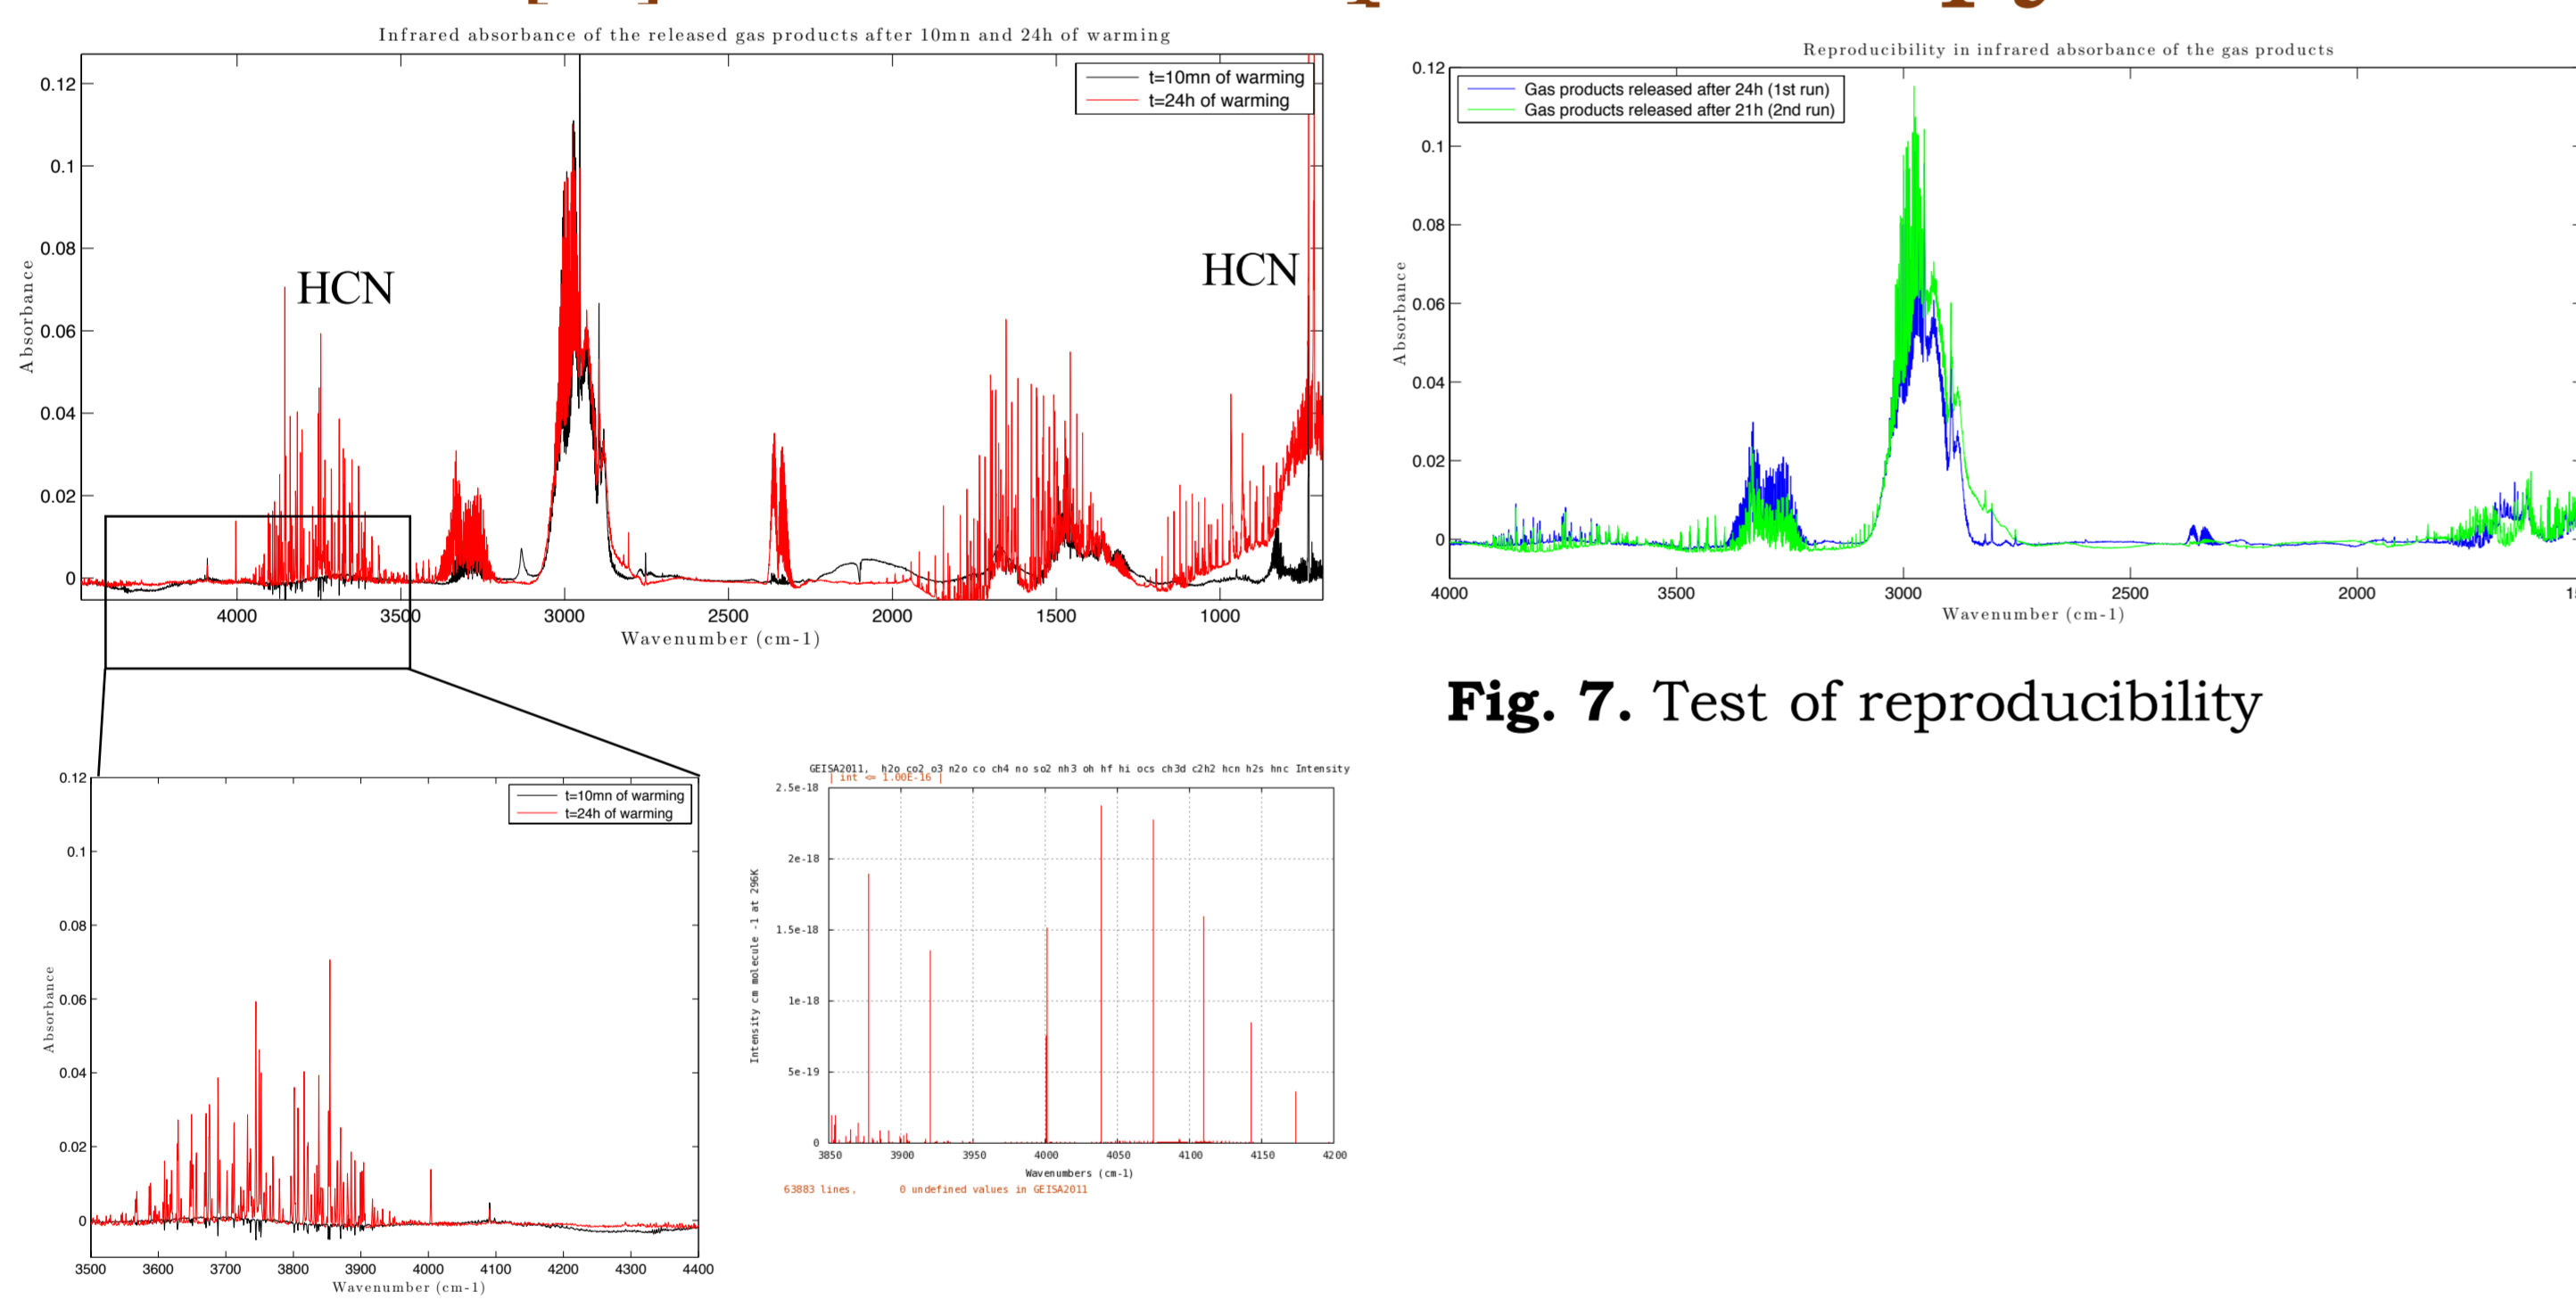 Infrared absorbance of the released gas products after 10mn and 24h of warming
t=10mn of warming
t=24h of warming
0.12
0.1
0.08
0.06
0.04
0.02
0
Absorbance
HCN
HCN
4000 3500 3000 2500 2000 1500 1000
Wavenumber (cm-1)
Reproducibility in infrared absorbance of the gas products
Gas products released after 24h (1st run)
Gas products released after 21h (2nd run)
0.12
0.1
0.08
0.06
0.04
0.02
0
Absorbance
4000 3500 3000 2500 2000
Wavenumber (cm-1)
Fig. 7. Test of reproducibility
t=10mn of warming
t=24h of warming
0.12
0.1
0.08
0.06
0.04
0.02
0
Absorbance
3500 3600 3700 3800 3900 4000 4100 4200 4300 4400
Wavenumber (cm-1)
GEISA2011, h2o co2 o3 n2o co ch4 no so2 nh3 oh hf hi ocs ch3d c2h2 hcn h2s hnc Intensity
| int <= 1.00E-16 |
2.5e-18
2e-18
1.5e-18
1e-18
5e-19
0
Intensity cm molecule -1 at 296K
3850 3900 3950 4000 4050 4100 4150 4200
Wavenumbers (cm-1)
63883 lines, 0 undefined values in GEISA2011